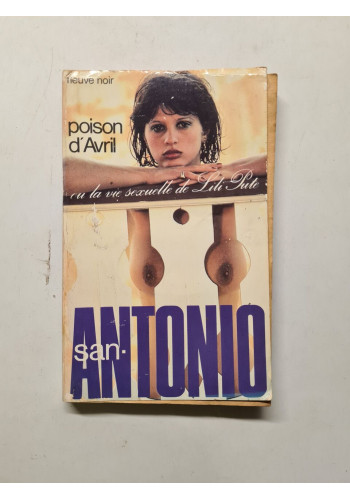 fleuve noir
poison
d'Avril
ou la vie sexuelle de Lili Pute
san-
ANTONIO